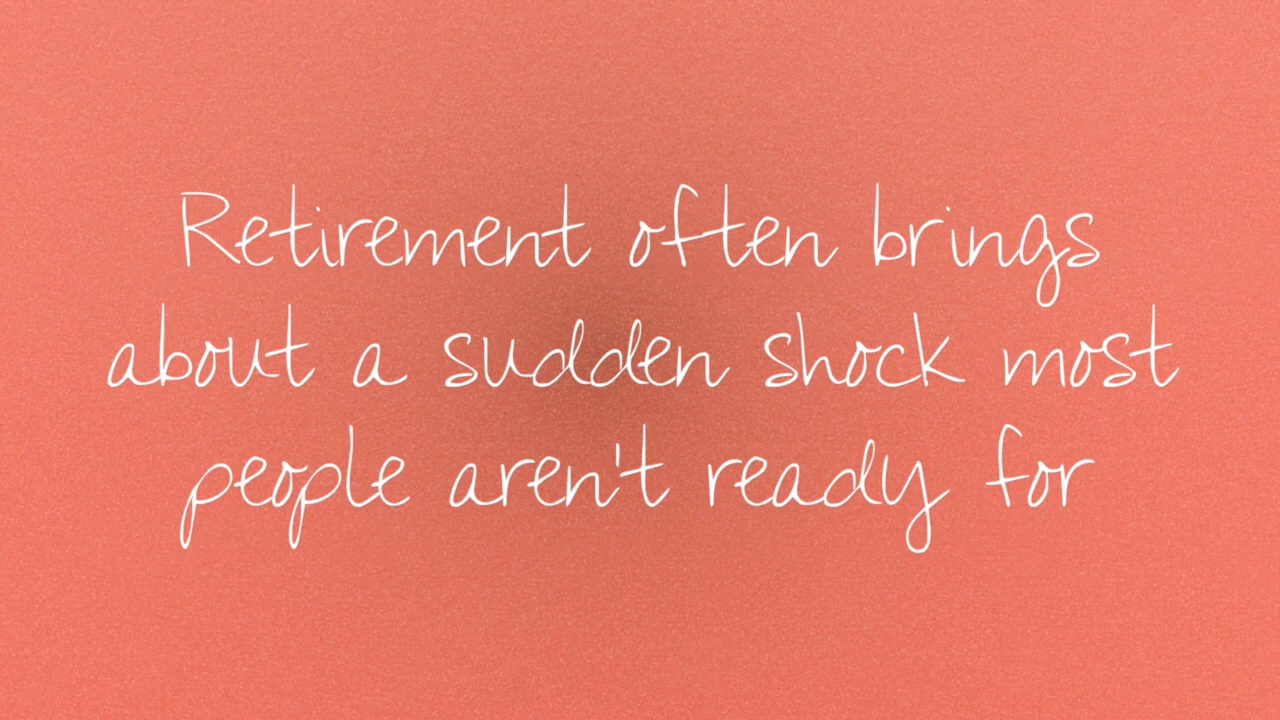 Retirement often brings
about a sudden shock most
people aren't ready for